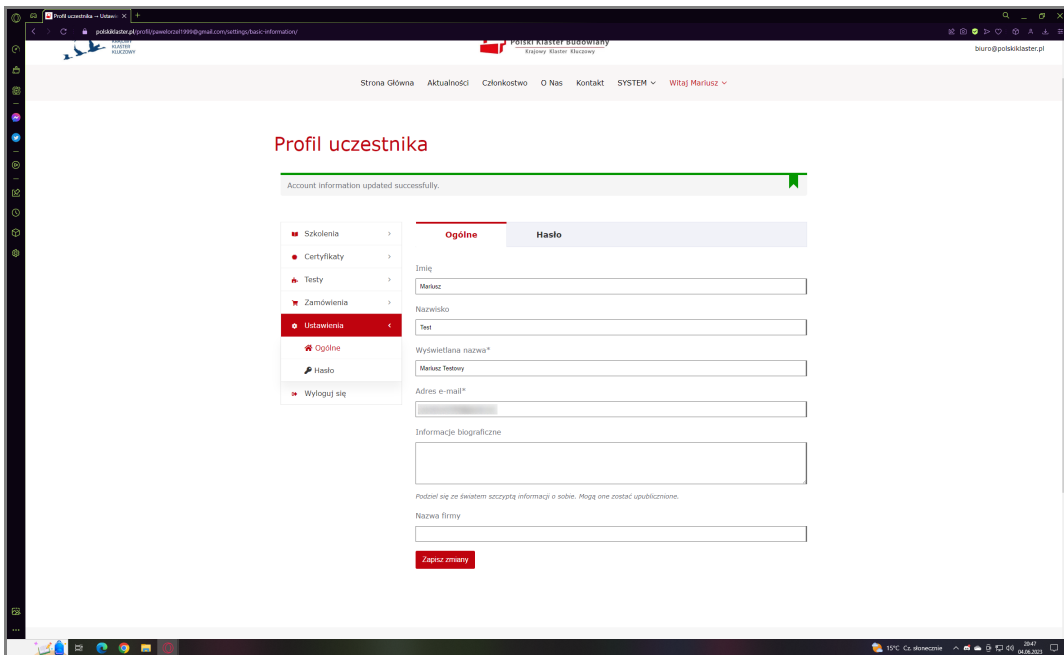 Profil uczestnika → Ustawie
polskiklaster.pl/profil/pawelorzel1999@gmail.com/settings/basic-information/
KRAJOWY
KLASTER
KLUCZOWY
Polski Klaster Budowlany
Krajowy Klaster Kluczowy
biuro@polskiklaster.pl
Strona Główna Aktualności Członkostwo O Nas Kontakt SYSTEM Witaj Mariusz
Profil uczestnika
Account information updated successfully.
Szkolenia
Certyfikaty
Testy
Zamówienia
Ustawienia
Ogólne
Hasło
Wyloguj się
Ogólne Hasło
Imię
Mariusz
Nazwisko
Test
Wyświetlana nazwa*
Mariusz Testowy
Adres e-mail*
Informacje biograficzne
Podziel się ze światem szczyptą informacji o sobie. Mogą one zostać upublicznione.
Nazwa firmy
Zapisz zmiany
15°C Cz. słonecznie
20:47
04.06.2023